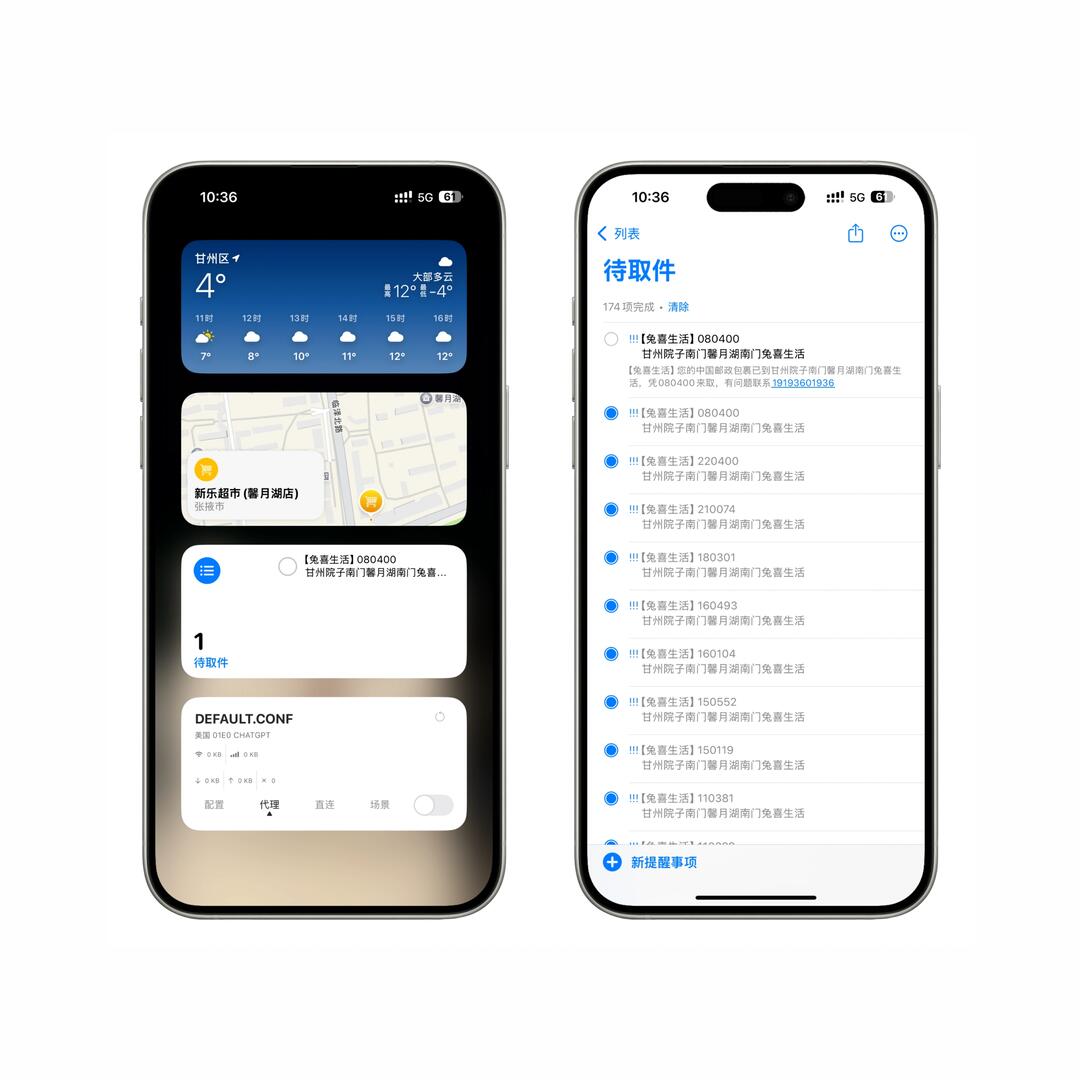 10:36
5G 61
甘州区
4°
大部多云
最高 12° 最低 -4°
11时 12时 13时 14时 15时 16时
7° 8° 10° 11° 12° 12°
馨月湖
临泽北路
新乐超市 (馨月湖店)
张掖市
【兔喜生活】080400
甘州院子南门馨月湖南门兔喜…
1
待取件
DEFAULT.CONF
美国 01E0 CHATGPT
0 KB 0 KB
↓ 0 KB ↑ 0 KB × 0
配置 代理 直连 场景
10:36
5G 61
列表
待取件
174 项完成 • 清除
!!!【兔喜生活】080400
甘州院子南门馨月湖南门兔喜生活
【兔喜生活】您的中国邮政包裹已到甘州院子南门馨月湖南门兔喜生
活，凭080400来取，有问题联系19193601936
!!!【兔喜生活】080400
甘州院子南门馨月湖南门兔喜生活
!!!【兔喜生活】220400
甘州院子南门馨月湖南门兔喜生活
!!!【兔喜生活】210074
甘州院子南门馨月湖南门兔喜生活
!!!【兔喜生活】180301
甘州院子南门馨月湖南门兔喜生活
!!!【兔喜生活】160493
甘州院子南门馨月湖南门兔喜生活
!!!【兔喜生活】160104
甘州院子南门馨月湖南门兔喜生活
!!!【兔喜生活】150552
甘州院子南门馨月湖南门兔喜生活
!!!【兔喜生活】150119
甘州院子南门馨月湖南门兔喜生活
!!!【兔喜生活】110381
甘州院子南门馨月湖南门兔喜生活
新提醒事项